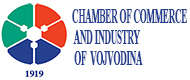 CHAMBER OF COMMERCE
AND INDUSTRY
OF VOJVODINA
1919